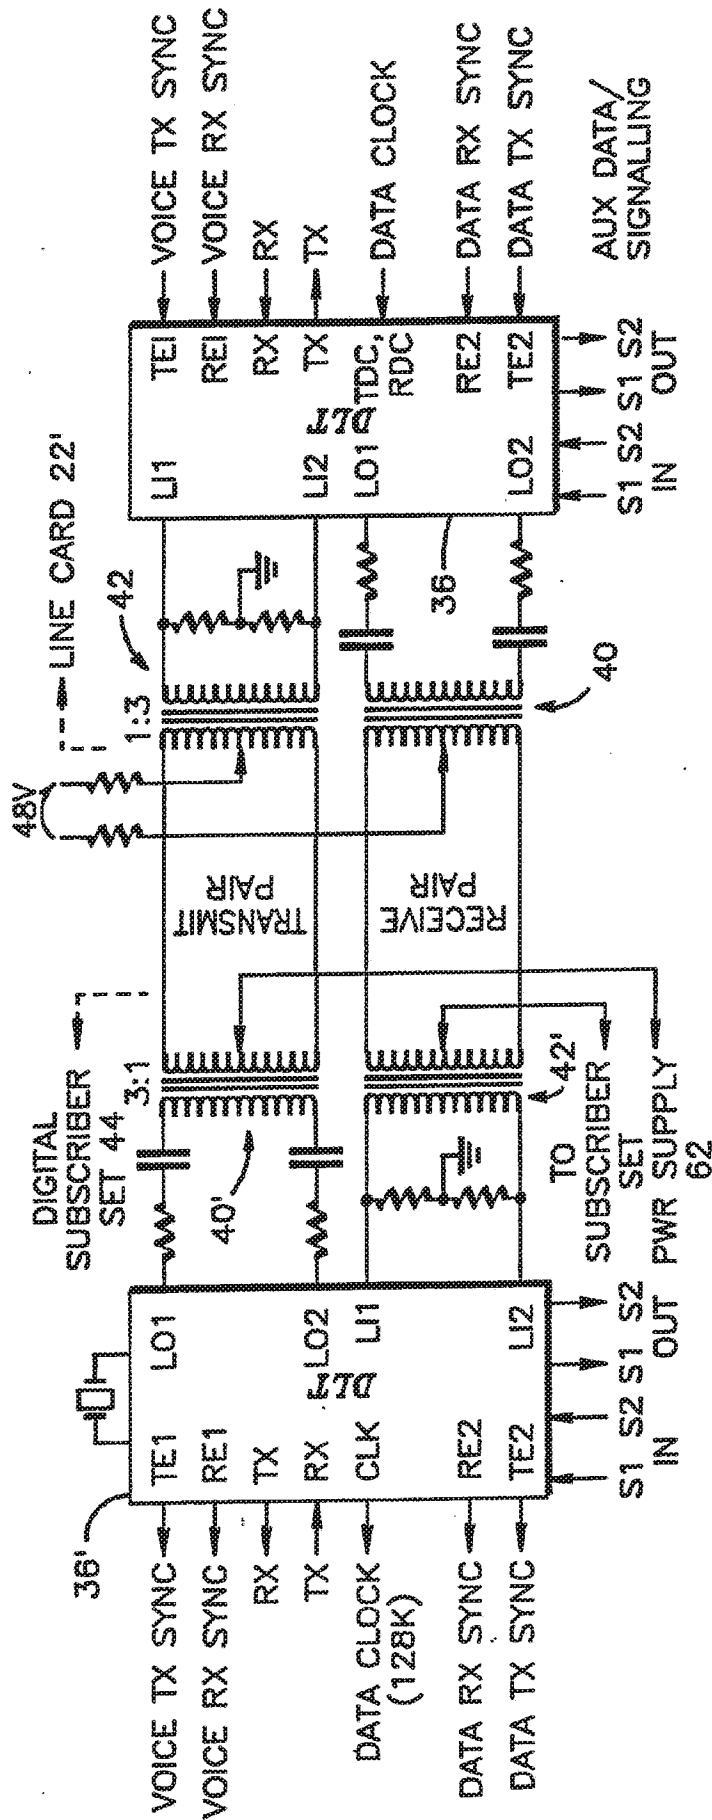 48V
LINE CARD 22'
DIGITAL
SUBSCRIBER
SET 44
3:1
1:3
42
36'
40'
VOICE TX SYNC
VOICE RX SYNC
RX
TX
DATA CLOCK
(128K)
DATA RX SYNC
DATA TX SYNC
TE1
RE1
TX
RX
CLK
RE2
TE2
DLT
LO1
LO2
LI1
LI2
S1 S2
IN
S1 S2
OUT
TRANSMIT
PAIR
RECEIVE
PAIR
42'
TO
SUBSCRIBER
SET
PWR SUPPLY
62
40
36
LI1
LI2
LO1
LO2
DLT
TEI
REI
RX
TX
TDC,
RDC
RE2
TE2
VOICE TX SYNC
VOICE RX SYNC
RX
TX
DATA CLOCK
DATA RX SYNC
DATA TX SYNC
S1 S2
IN
S1 S2
OUT
AUX DATA/
SIGNALLING